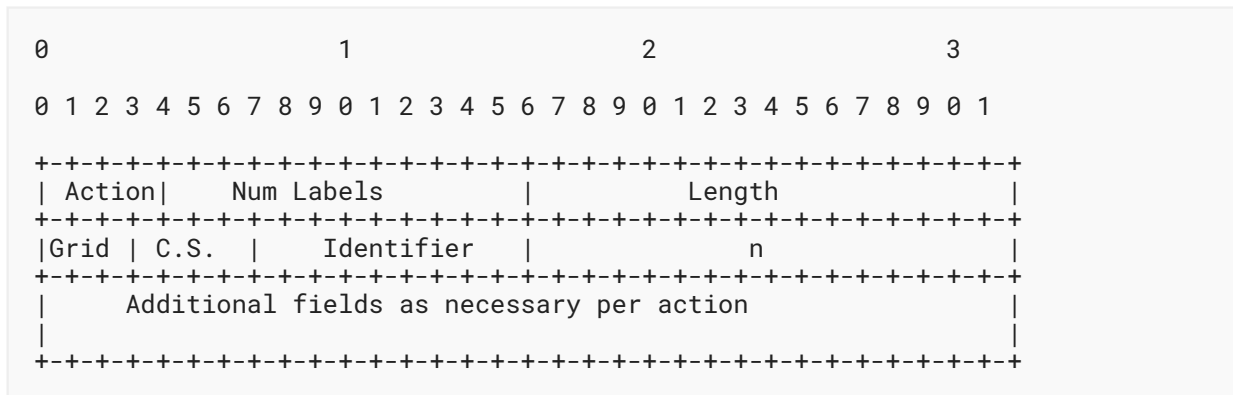 0                   1                   2                   3
0 1 2 3 4 5 6 7 8 9 0 1 2 3 4 5 6 7 8 9 0 1 2 3 4 5 6 7 8 9 0 1
+-+-+-+-+-+-+-+-+-+-+-+-+-+-+-+-+-+-+-+-+-+-+-+-+-+-+-+-+-+-+-+-+
| Action|    Num Labels         |          Length               |
+-+-+-+-+-+-+-+-+-+-+-+-+-+-+-+-+-+-+-+-+-+-+-+-+-+-+-+-+-+-+-+-+
|Grid | C.S.  |    Identifier   |              n                |
+-+-+-+-+-+-+-+-+-+-+-+-+-+-+-+-+-+-+-+-+-+-+-+-+-+-+-+-+-+-+-+-+
|     Additional fields as necessary per action                 |
|                                                               |
+-+-+-+-+-+-+-+-+-+-+-+-+-+-+-+-+-+-+-+-+-+-+-+-+-+-+-+-+-+-+-+-+